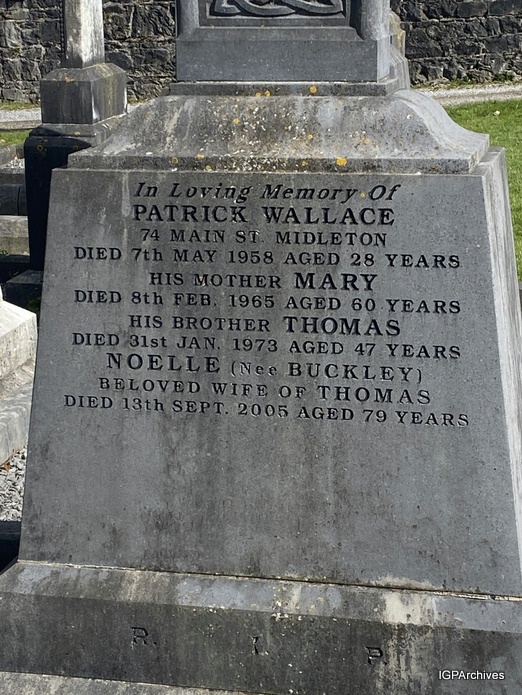 In Loving Memory Of
PATRICK WALLACE
74 MAIN ST. MIDLETON
DIED 7th MAY 1958 AGED 28 YEARS
HIS MOTHER MARY
DIED 8th FEB. 1965 AGED 60 YEARS
HIS BROTHER THOMAS
DIED 31st JAN. 1973 AGED 47 YEARS
NOELLE (Nee BUCKLEY)
BELOVED WIFE OF THOMAS
DIED 13th SEPT. 2005 AGED 79 YEARS
R. I. P.
IGPArchives